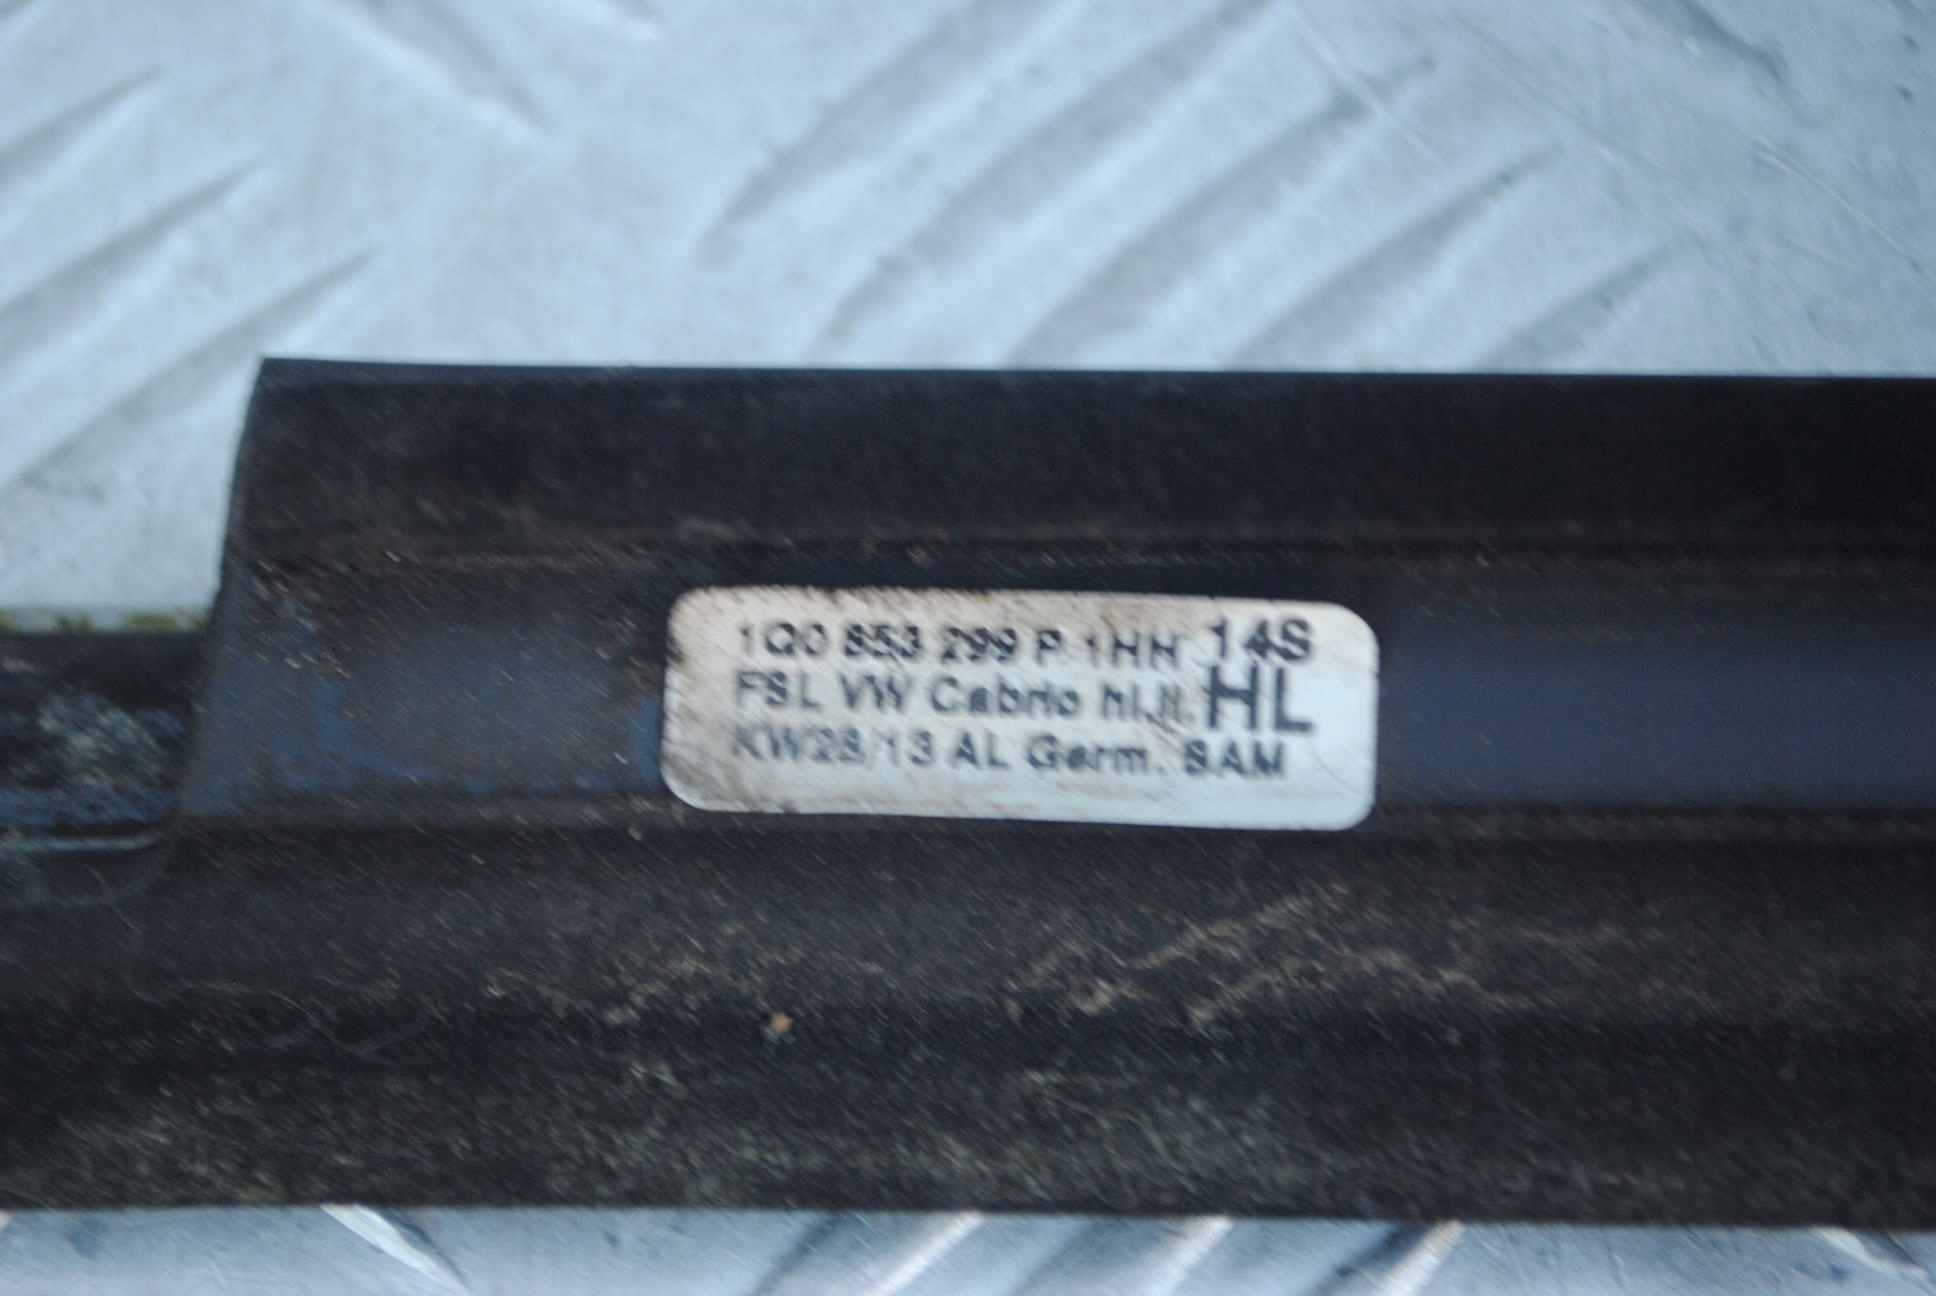 1Q0 853 299 P 1HH 14S
FSL VW Cabrio hl.li. HL
KW28/13 AL Germ. SAM